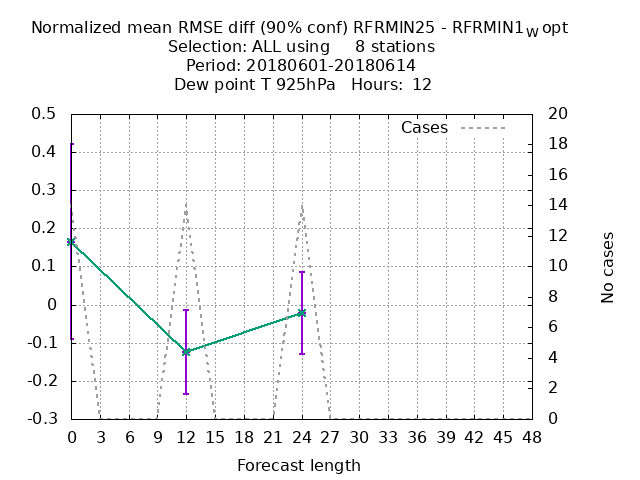 Normalized mean RMSE diff (90% conf) RFRMIN25 - RFRMIN1wopt
Selection: ALL using 8 stations
Period: 20180601-20180614
Dew point T 925hPa Hours: 12
Cases
0.5
0.4
0.3
0.2
0.1
0
-0.1
-0.2
-0.3
20
18
16
14
12
10
8
6
4
2
0
No cases
0 3 6 9 12 15 18 21 24 27 30 33 36 39 42 45 48
Forecast length